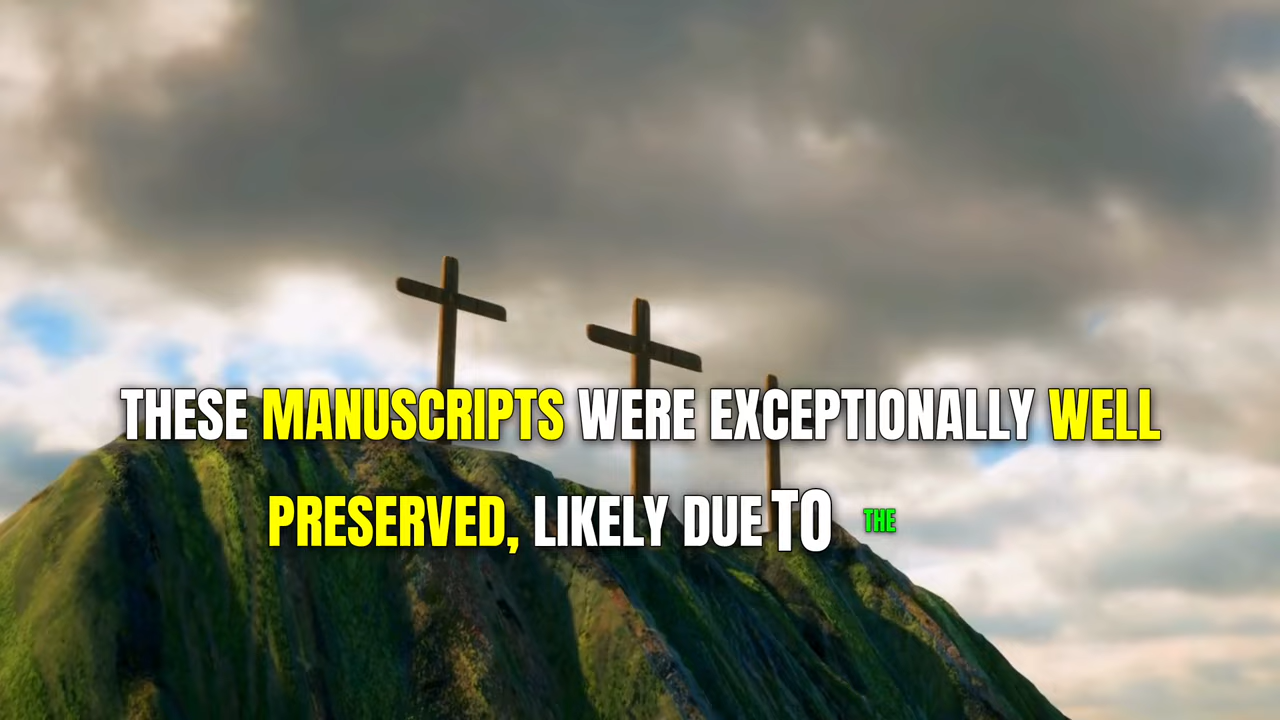 THESE MANUSCRIPTS WERE EXCEPTIONALLY WELL
PRESERVED, LIKELY DUE TO THE